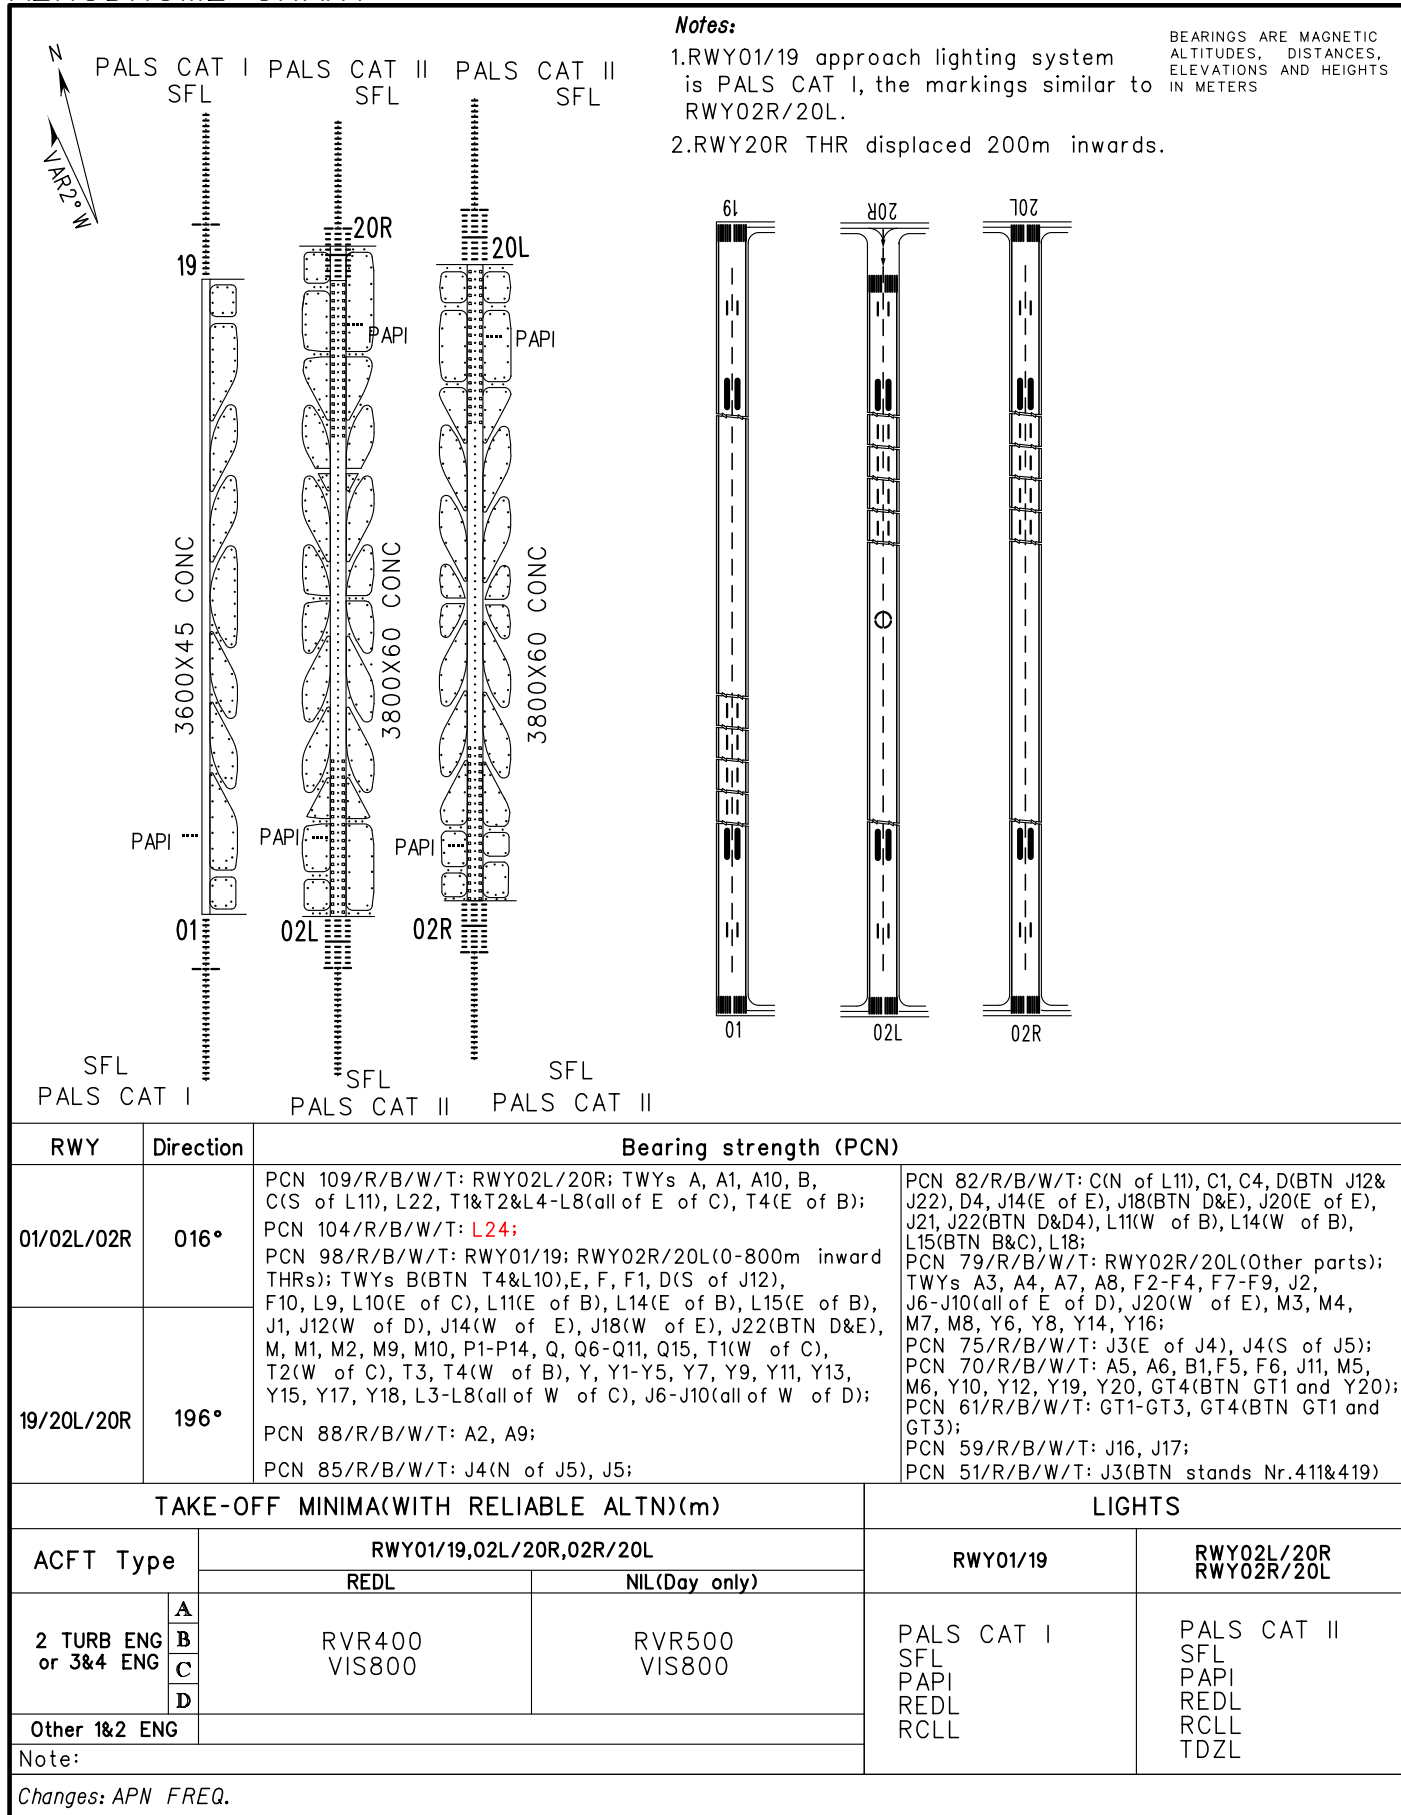 Notes:
1.RWY01/19 approach lighting system
is PALS CAT I, the markings similar to
RWY02R/20L.
2.RWY20R THR displaced 200m inwards.
BEARINGS ARE MAGNETIC
ALTITUDES, DISTANCES,
ELEVATIONS AND HEIGHTS
IN METERS
N
VAR2°W
PALS CAT I
SFL
PALS CAT II
SFL
PALS CAT II
SFL
19
20R
20L
PAPI
PAPI
3600X45 CONC
3800X60 CONC
3800X60 CONC
PAPI
PAPI
PAPI
01
02L
02R
SFL
PALS CAT I
SFL
PALS CAT II
SFL
PALS CAT II
19
20R
20L
01
02L
02R
RWY
Direction
Bearing strength (PCN)
01/02L/02R
016°
19/20L/20R
196°
PCN 109/R/B/W/T: RWY02L/20R; TWYs A, A1, A10, B,
C(S of L11), L22, T1&T2&L4-L8(all of E of C), T4(E of B);
PCN 104/R/B/W/T: L24;
PCN 98/R/B/W/T: RWY01/19; RWY02R/20L(0-800m inward
THRs); TWYs B(BTN T4&L10),E, F, F1, D(S of J12),
F10, L9, L10(E of C), L11(E of B), L14(E of B), L15(E of B),
J1, J12(W of D), J14(W of E), J18(W of E), J22(BTN D&E),
M, M1, M2, M9, M10, P1-P14, Q, Q6-Q11, Q15, T1(W of C),
T2(W of C), T3, T4(W of B), Y, Y1-Y5, Y7, Y9, Y11, Y13,
Y15, Y17, Y18, L3-L8(all of W of C), J6-J10(all of W of D);
PCN 88/R/B/W/T: A2, A9;
PCN 85/R/B/W/T: J4(N of J5), J5;
PCN 82/R/B/W/T: C(N of L11), C1, C4, D(BTN J12&
J22), D4, J14(E of E), J18(BTN D&E), J20(E of E),
J21, J22(BTN D&D4), L11(W of B), L14(W of B),
L15(BTN B&C), L18;
PCN 79/R/B/W/T: RWY02R/20L(Other parts);
TWYs A3, A4, A7, A8, F2-F4, F7-F9, J2,
J6-J10(all of E of D), J20(W of E), M3, M4,
M7, M8, Y6, Y8, Y14, Y16;
PCN 75/R/B/W/T: J3(E of J4), J4(S of J5);
PCN 70/R/B/W/T: A5, A6, B1,F5, F6, J11, M5,
M6, Y10, Y12, Y19, Y20, GT4(BTN GT1 and Y20);
PCN 61/R/B/W/T: GT1-GT3, GT4(BTN GT1 and
GT3);
PCN 59/R/B/W/T: J16, J17;
PCN 51/R/B/W/T: J3(BTN stands Nr.411&419)
TAKE-OFF MINIMA(WITH RELIABLE ALTN)(m)
LIGHTS
ACFT Type
RWY01/19,02L/20R,02R/20L
REDL
NIL(Day only)
RWY01/19
RWY02L/20R
RWY02R/20L
2 TURB ENG
or 3&4 ENG
A
B
C
D
RVR400
VIS800
RVR500
VIS800
PALS CAT I
SFL
PAPI
REDL
RCLL
PALS CAT II
SFL
PAPI
REDL
RCLL
TDZL
Other 1&2 ENG
Note:
Changes: APN FREQ.